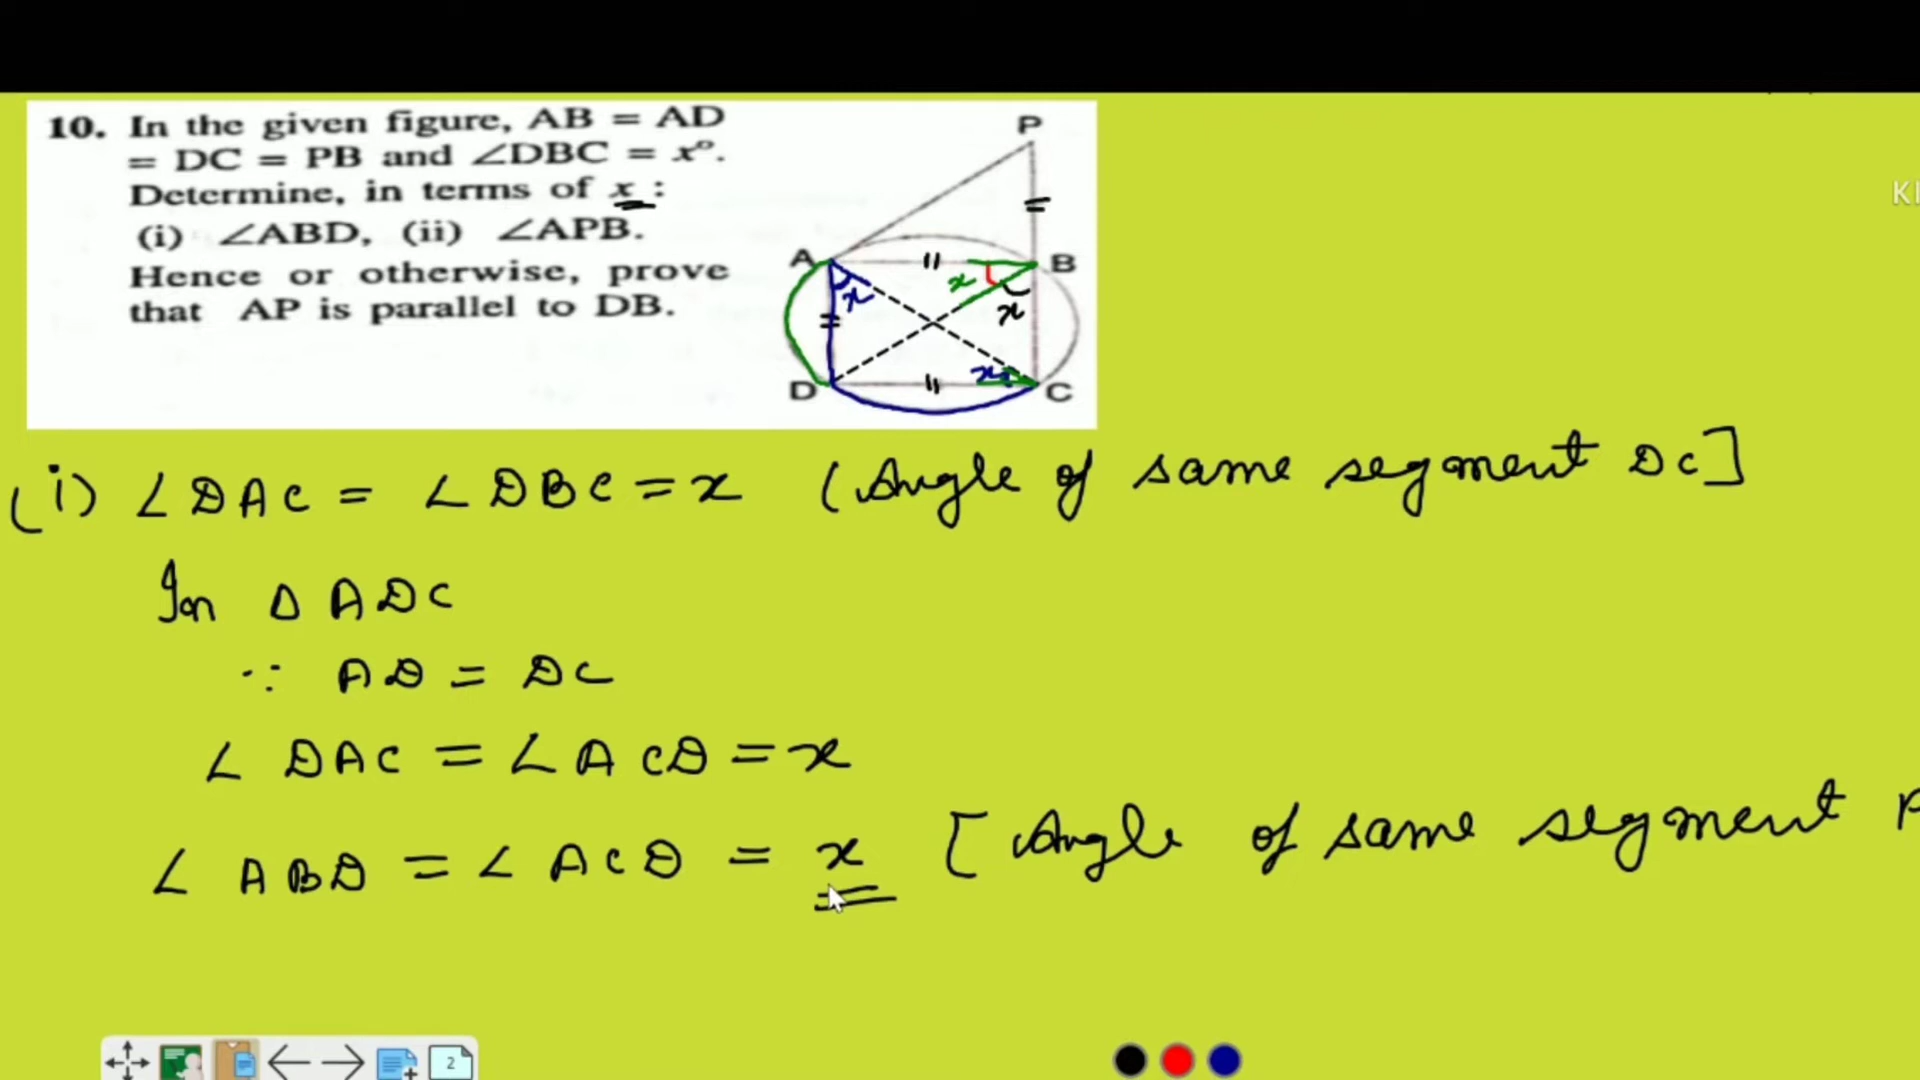 10. In the given figure, AB = AD
= DC = PB and ∠DBC = x°.
Determine, in terms of x :
(i) ∠ABD, (ii) ∠APB.
Hence or otherwise, prove
that AP is parallel to DB.
P
A
B
D
C
=
"
=
"
x
x
x
x
(i) ∠DAC = ∠DBC = x (Angle of same segment DC]
In Δ ADC
∵ AD = DC
∠DAC = ∠ACD = x
∠ABD = ∠ACD = x [Angle of same segment
2